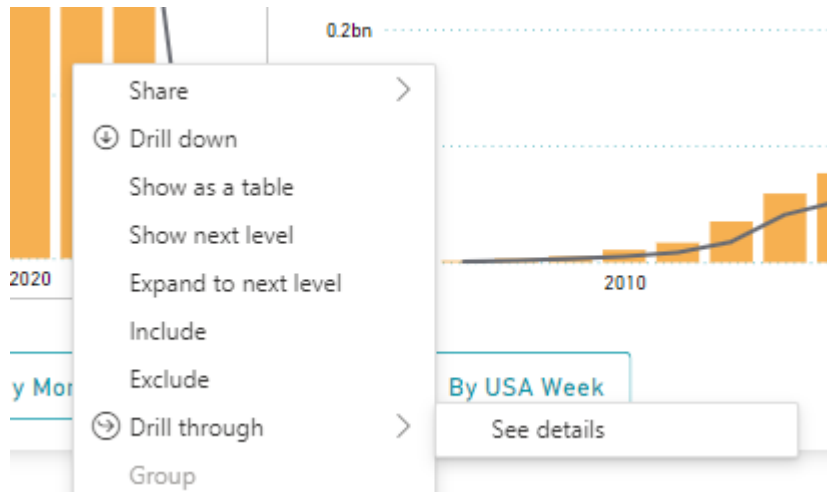 0.2bn
Share
Drill down
Show as a table
Show next level
Expand to next level
2020
2010
Include
Exclude
By USA Week
Drill through
See details
Group